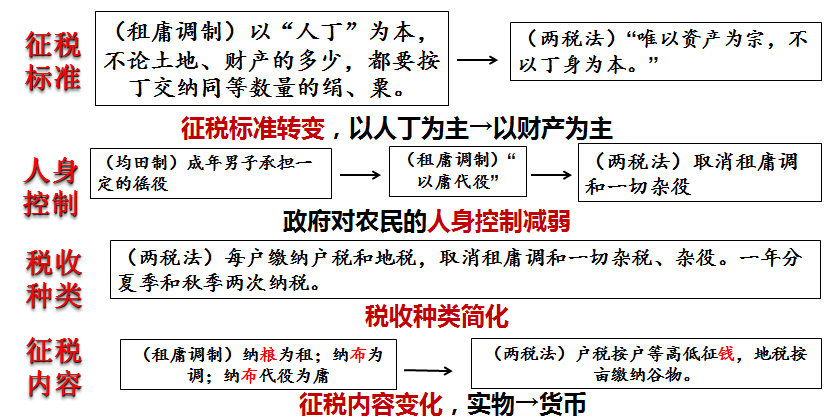 征税
标准
（租庸调制）以“人丁”为本，
不论土地、财产的多少，都要按
丁交纳同等数量的绢、粟。
（两税法）“唯以资产为宗，不
以丁身为本。”
征税标准转变，以人丁为主→以财产为主
人身
控制
（均田制）成年男子承担一
定的徭役
（租庸调制）“
以庸代役”
（两税法）取消租庸调
和一切杂役
政府对农民的人身控制减弱
税收
种类
（两税法）每户缴纳户税和地税，取消租庸调和一切杂税、杂役。一年分
夏季和秋季两次纳税。
税收种类简化
征税
内容
（租庸调制）纳粮为租；纳布为
调；纳布代役为庸
（两税法）户税按户等高低征钱，地税按
亩缴纳谷物。
征税内容变化，实物→货币